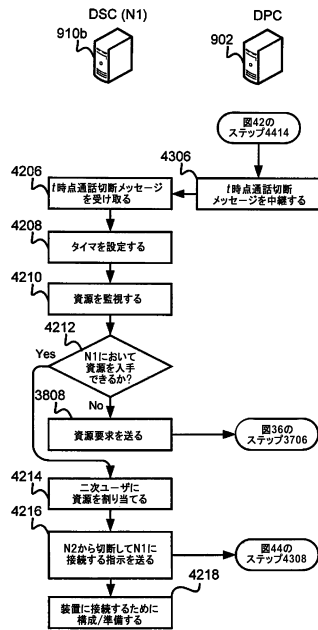 DSC (N1)
DPC
910b
902
図42の
ステップ4414
4306
t時点通話切断
メッセージを中継する
4206
t時点通話切断メッセージ
を受け取る
4208
タイマを設定する
4210
資源を監視する
4212
Yes
N1において
資源を入手
できるか?
No
3808
資源要求を送る
図36の
ステップ3706
4214
二次ユーザに
資源を割り当てる
4216
N2から切断してN1に
接続する指示を送る
図44の
ステップ4308
4218
装置に接続するために
構成/準備する